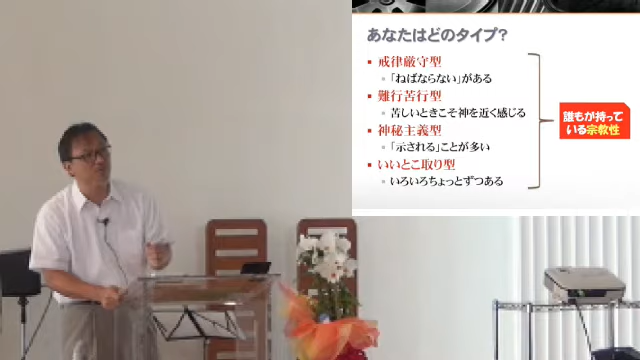 あなたはどのタイプ?
戒律厳守型
「ねばならない」がある
難行苦行型
苦しいときこそ神を近く感じる
神秘主義型
「示される」ことが多い
いいとこ取り型
いろいろちょっとずつある
誰もが持って
いる宗教性